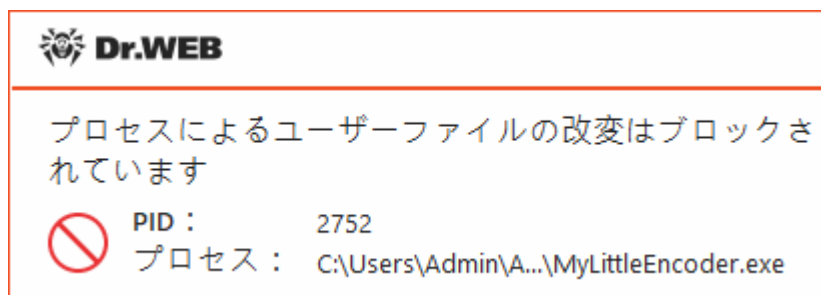 Dr.WEB
プロセスによるユーザーファイルの改変はブロックさ
れています
PID： 2752
プロセス： C:\Users\Admin\A...\MyLittleEncoder.exe